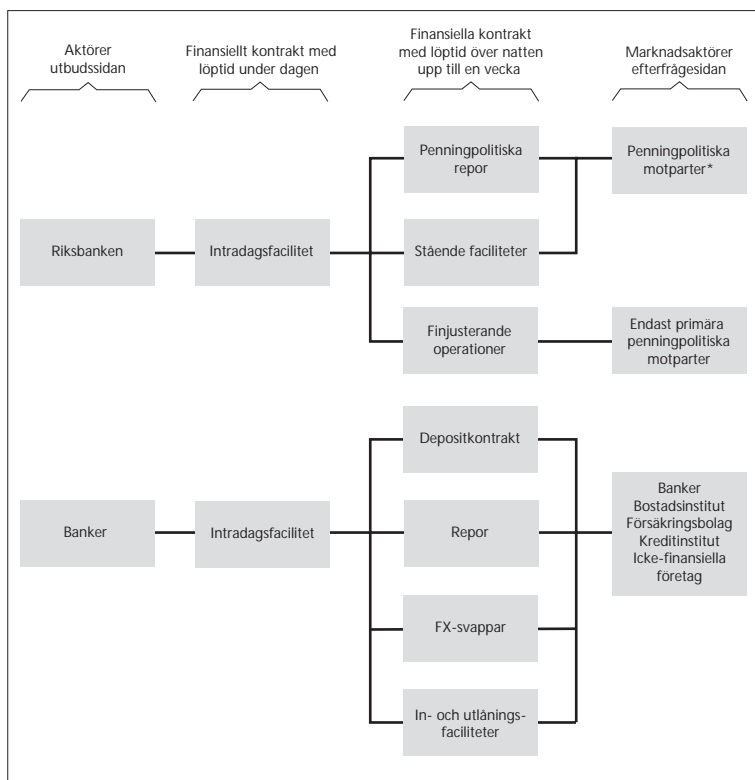 Aktörer
utbudssidan
Finansiellt kontrakt med
löptid under dagen
Finansiella kontrakt
med löptid över natten
upp till en vecka
Marknadsaktörer
efterfrågesidan
Penningpolitiska
repor
Penningpolitiska
motparter*
Riksbanken
Intradagsfacilitet
Stående faciliteter
Finjusterande
operationer
Endast primära
penningpolitiska
motparter
Depositkontrakt
Banker
Intradagsfacilitet
Repor
Banker
Bostadsinstitut
Försäkringsbolag
Kreditinstitut
Icke-finansiella
företag
FX-svappar
In- och utlånings-
faciliteter